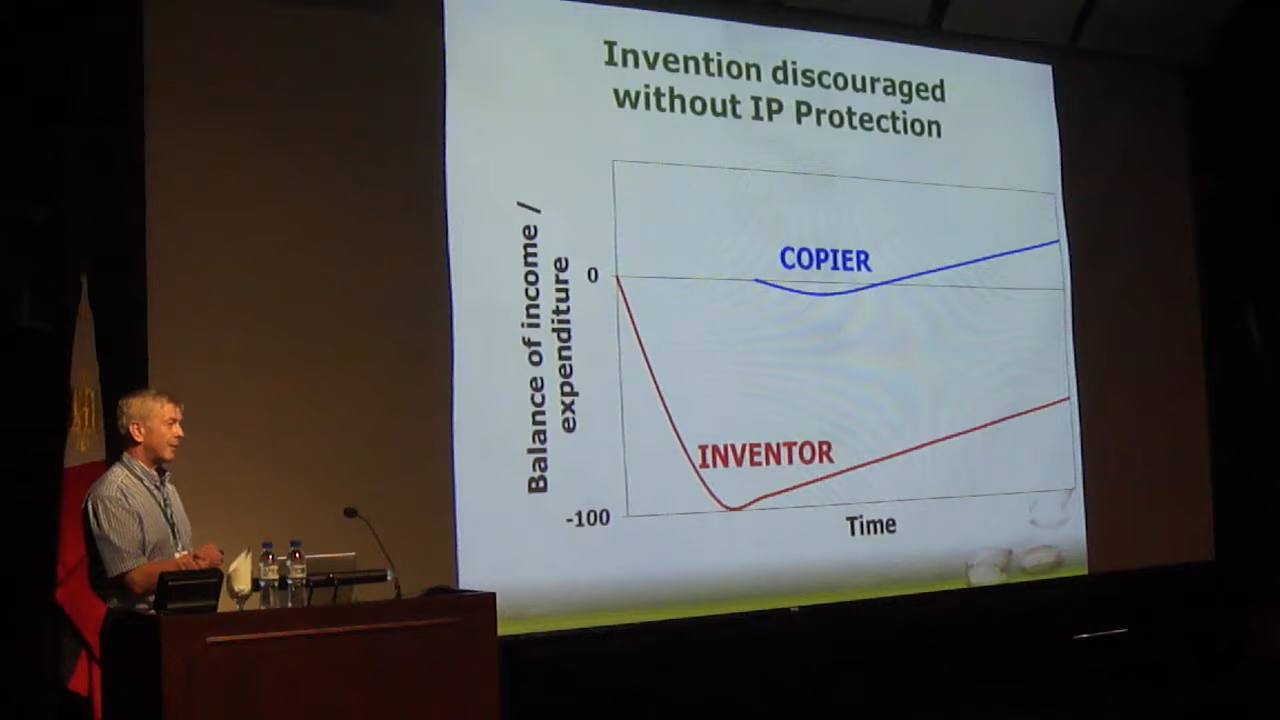 Invention discouraged
without IP Protection
Balance of income /
expenditure
0
COPIER
INVENTOR
-100
Time